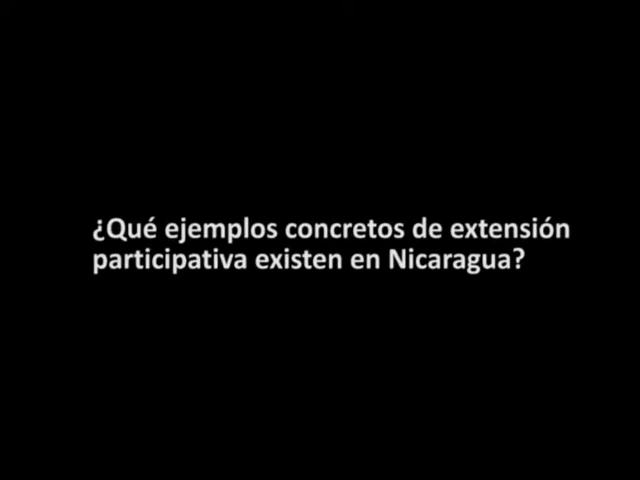 ¿Qué ejemplos concretos de extensión
participativa existen en Nicaragua?